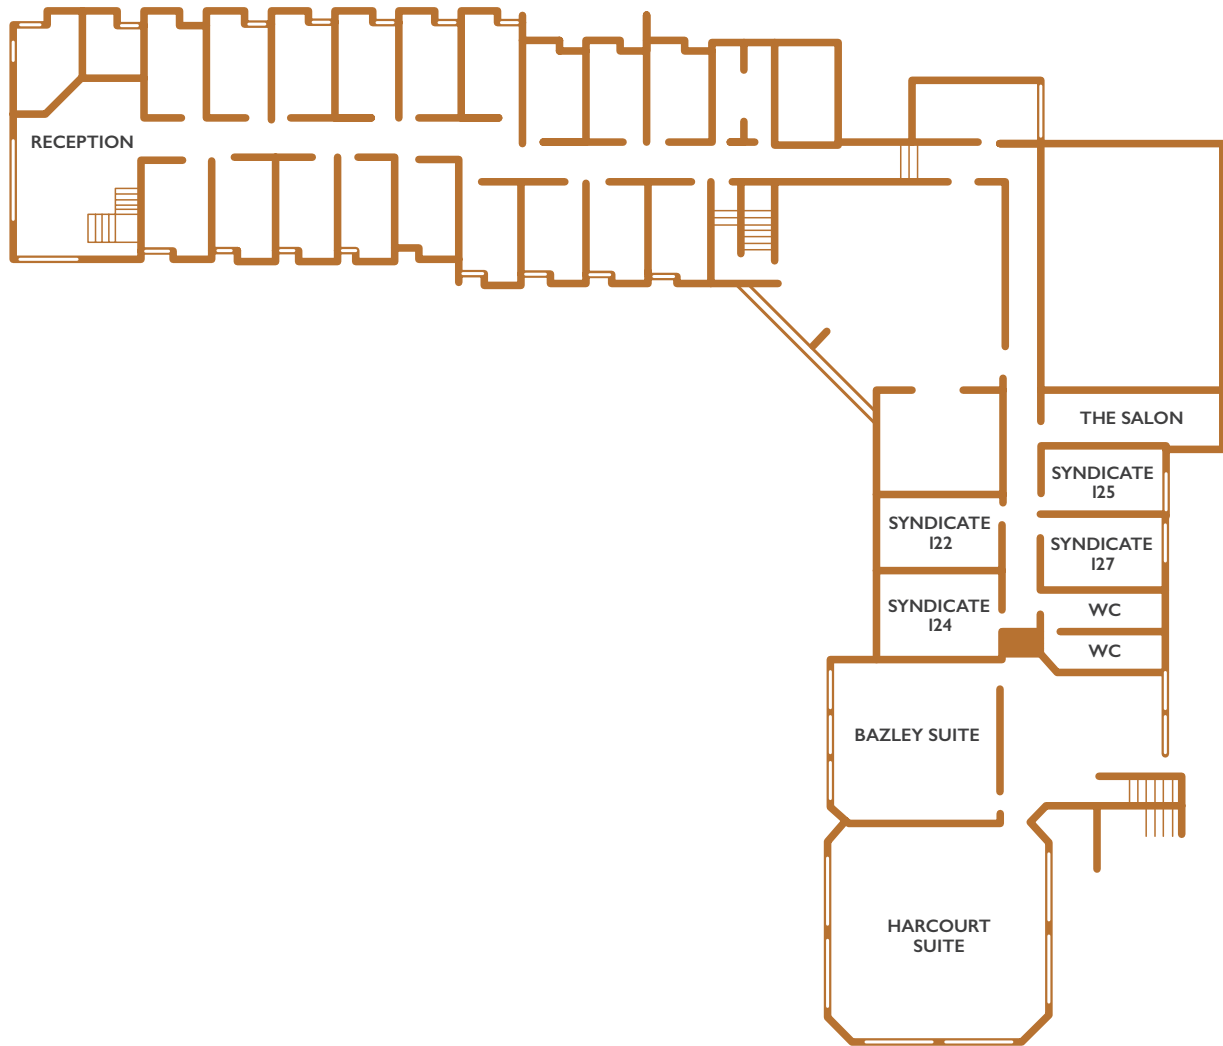 RECEPTION
THE SALON
SYNDICATE
125
SYNDICATE
122
SYNDICATE
127
SYNDICATE
124
WC
WC
BAZLEY SUITE
HARCOURT
SUITE